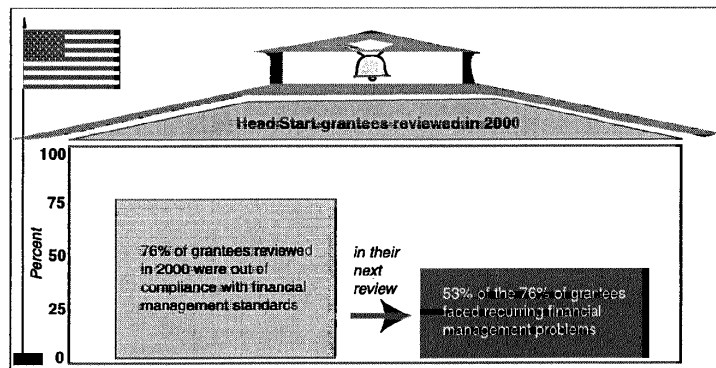 Head Start grantees reviewed in 2000
100
75
50
25
0
Percent
76% of grantees reviewed
in 2000 were out of
compliance with financial
management standards
in their
next
review
53% of the 76% of grantees
faced recurring financial
management problems